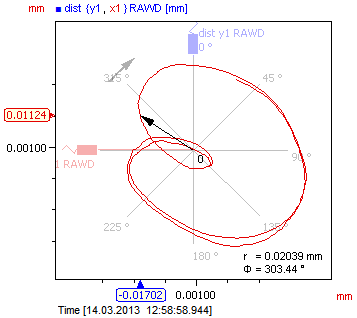 mm ■ dist {y1 , x1 } RAWD [mm]
dist y1 RAWD
0 °
315 °
45 °
0.01124
0.00100
0
90 °
1 RAWD
225 °
135 °
180 °
r = 0.02039 mm
Φ = 303.44 °
-0.01702 0.00100 mm
Time [14.03.2013 12:58:58.944]